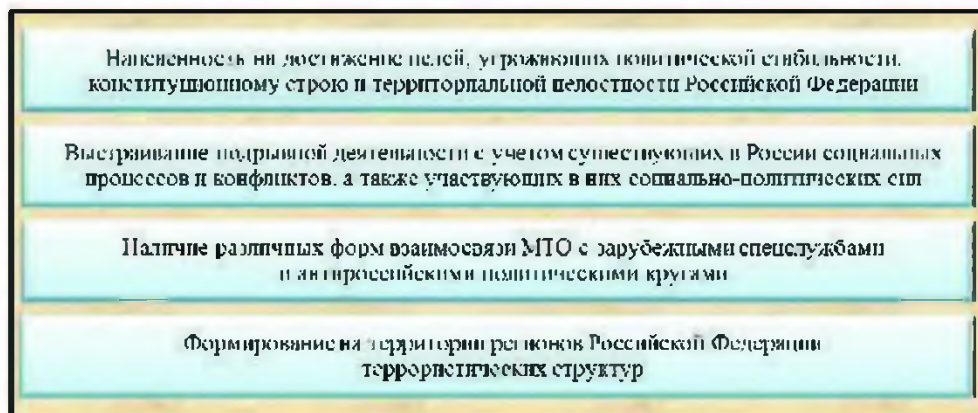 Нацеленность на достижение целей, угрожающих политической стабильности,
конституционному строю и территориальной целостности Российской Федерации
Выстраивание подрывной деятельности с учетом существующих в России социальных
процессов и конфликтов, а также участвующих в них социально-политических сил
Наличие различных форм взаимосвязи МТО с зарубежными спецслужбами
и антироссийскими политическими кругами
Формирование на территории регионов Российской Федерации
террористических структур